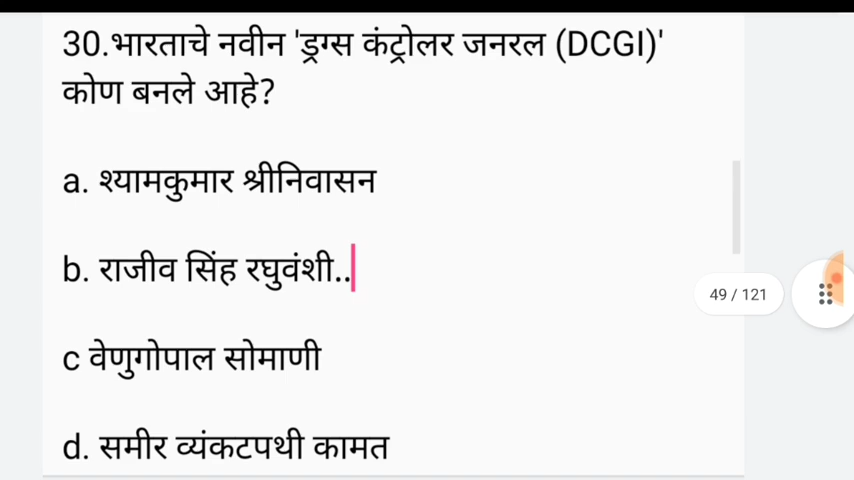 30.भारताचे नवीन 'ड्रग्स कंट्रोलर जनरल (DCGI)'
कोण बनले आहे?
a. श्यामकुमार श्रीनिवासन
b. राजीव सिंह रघुवंशी..
49 / 121
c वेणुगोपाल सोमाणी
d. समीर व्यंकटपथी कामत